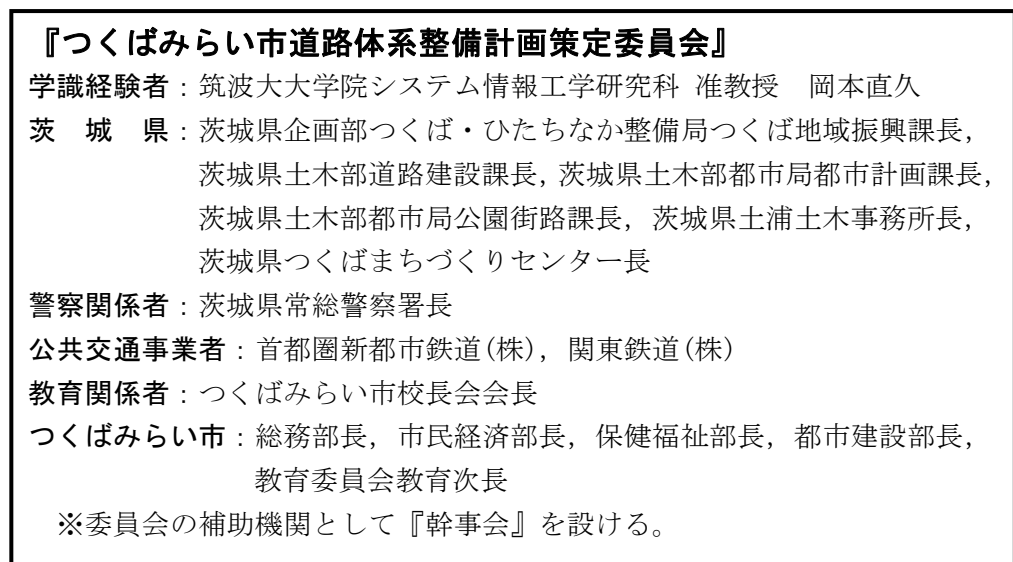 『つくばみらい市道路体系整備計画策定委員会』
学識経験者：筑波大大学院システム情報工学研究科 准教授　岡本直久
茨　城　県：茨城県企画部つくば・ひたちなか整備局つくば地域振興課長，
茨城県土木部道路建設課長，茨城県土木部都市局都市計画課長，
茨城県土木部都市局公園街路課長，茨城県土浦土木事務所長，
茨城県つくばまちづくりセンター長
警察関係者：茨城県常総警察署長
公共交通事業者：首都圏新都市鉄道(株)，関東鉄道(株)
教育関係者：つくばみらい市校長会会長
つくばみらい市：総務部長，市民経済部長，保健福祉部長，都市建設部長，
教育委員会教育次長
※委員会の補助機関として『幹事会』を設ける。